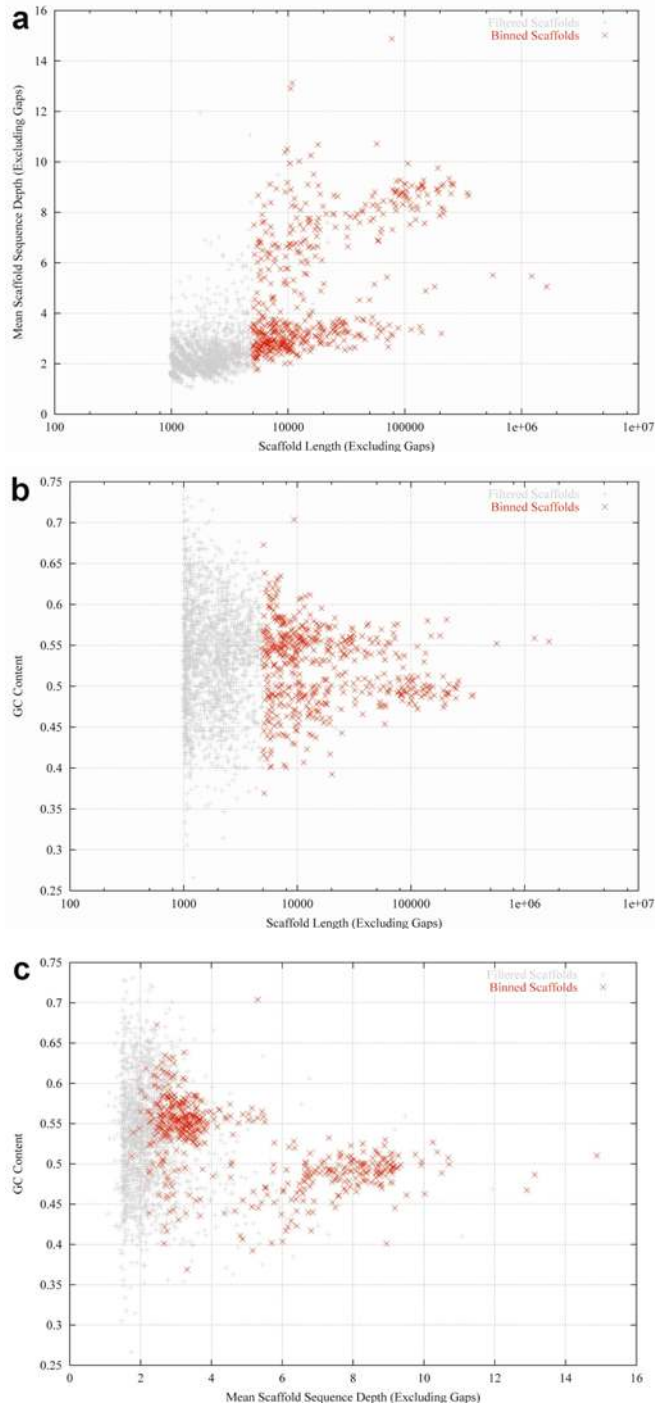 a
16
Filtered Scaffolds
Binned Scaffolds
14
12
10
8
6
4
2
0
Mean Scaffold Sequence Depth (Excluding Gaps)
100
1000
10000
100000
1e+06
1e+07
Scaffold Length (Excluding Gaps)
b
0.75
Filtered Scaffolds
Binned Scaffolds
0.7
0.65
0.6
0.55
0.5
0.45
0.4
0.35
0.3
0.25
GC Content
100
1000
10000
100000
1e+06
1e+07
Scaffold Length (Excluding Gaps)
c
0.75
Filtered Scaffolds
Binned Scaffolds
0.7
0.65
0.6
0.55
0.5
0.45
0.4
0.35
0.3
0.25
GC Content
0
2
4
6
8
10
12
14
16
Mean Scaffold Sequence Depth (Excluding Gaps)